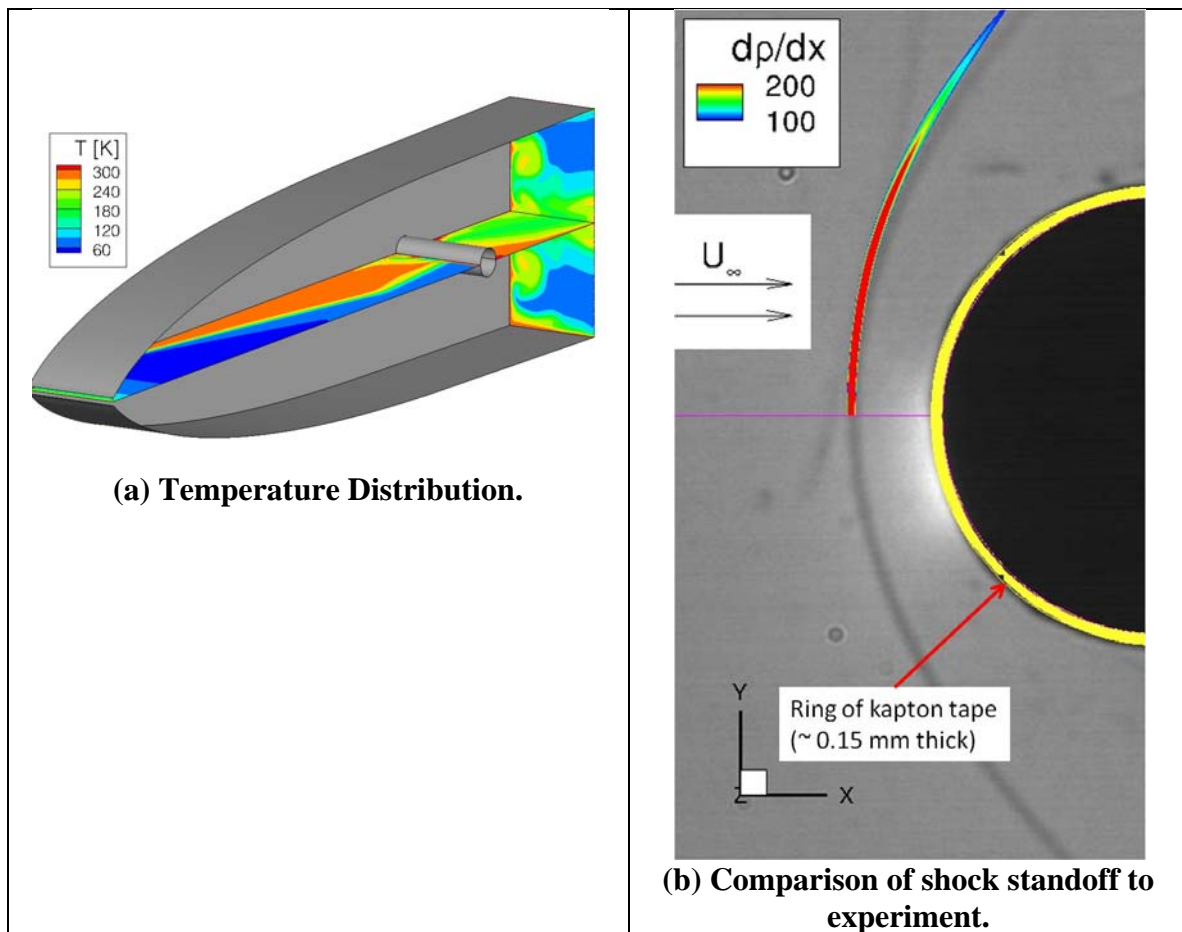 T [K]
300
240
180
120
60
(a) Temperature Distribution.
dρ/dx
200
100
U∞
Ring of kapton tape
(~ 0.15 mm thick)
Y
Z
X
(b) Comparison of shock standoff to
experiment.